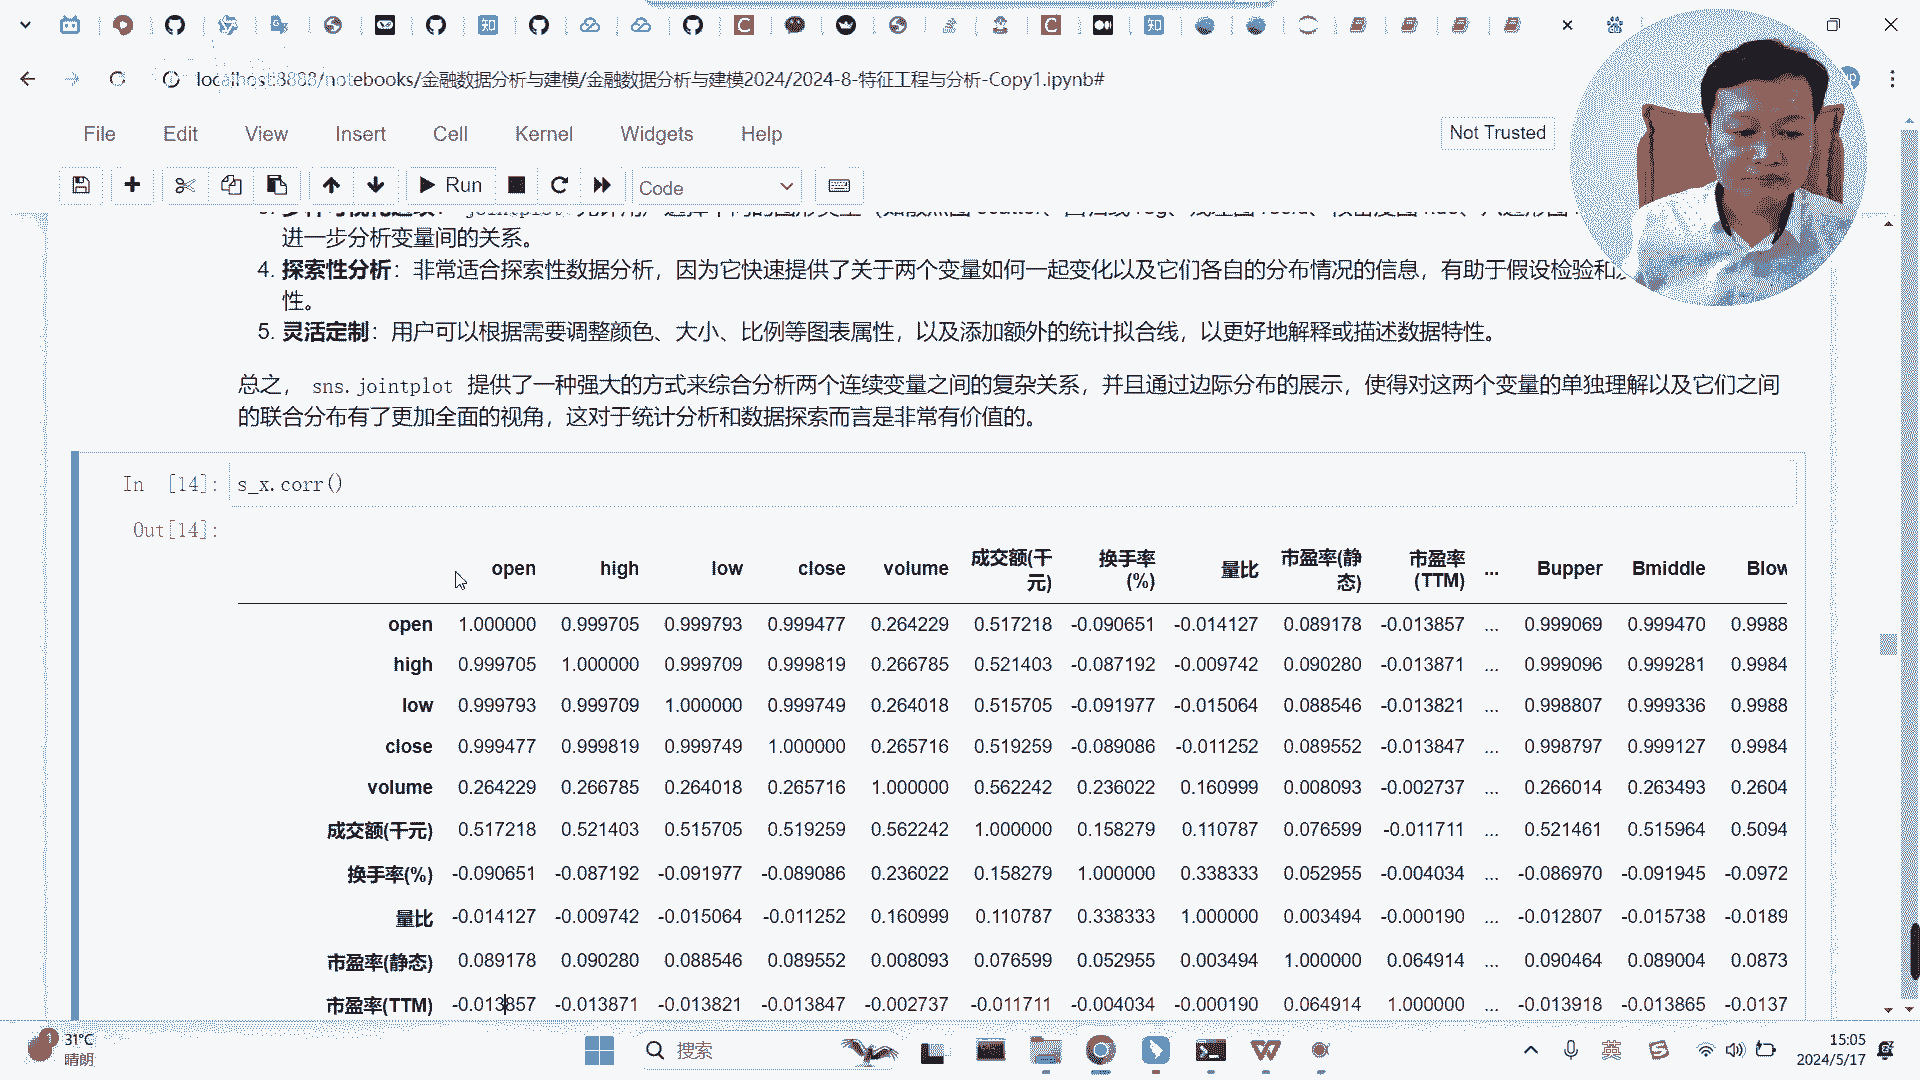 localhost:8888/notebooks/金融数据分析与建模/金融数据分析与建模2024/2024-8-特征工程与分析-Copy1.ipynb#
File Edit View Insert Cell Kernel Widgets Help
Not Trusted
Run Code
进一步分析变量间的关系。
4. 探索性分析：非常适合探索性数据分析，因为它快速提供了关于两个变量如何一起变化以及它们各自的分布情况的信息，有助于假设检验和
性。
5. 灵活定制：用户可以根据需要调整颜色、大小、比例等图表属性，以及添加额外的统计拟合线，以更好地解释或描述数据特性。
总之， sns.jointplot 提供了一种强大的方式来综合分析两个连续变量之间的复杂关系，并且通过边际分布的展示，使得对这两个变量的单独理解以及它们之间
的联合分布有了更加全面的视角，这对于统计分析和数据探索而言是非常有价值的。
In [14]: s_x.corr()
Out[14]:
open high low close volume 成交额(千元) 换手率(%) 量比 市盈率(静态) 市盈率(TTM) ... Bupper Bmiddle Blow
open 1.000000 0.999705 0.999793 0.999477 0.264229 0.517218 -0.090651 -0.014127 0.089178 -0.013857 ... 0.999069 0.999470 0.9988
high 0.999705 1.000000 0.999709 0.999819 0.266785 0.521403 -0.087192 -0.009742 0.090280 -0.013871 ... 0.999096 0.999281 0.9984
low 0.999793 0.999709 1.000000 0.999749 0.264018 0.515705 -0.091977 -0.015064 0.088546 -0.013821 ... 0.998807 0.999336 0.9988
close 0.999477 0.999819 0.999749 1.000000 0.265716 0.519259 -0.089086 -0.011252 0.089552 -0.013847 ... 0.998797 0.999127 0.9984
volume 0.264229 0.266785 0.264018 0.265716 1.000000 0.562242 0.236022 0.160999 0.008093 -0.002737 ... 0.266014 0.263493 0.2604
成交额(千元) 0.517218 0.521403 0.515705 0.519259 0.562242 1.000000 0.158279 0.110787 0.076599 -0.011711 ... 0.521461 0.515964 0.5094
换手率(%) -0.090651 -0.087192 -0.091977 -0.089086 0.236022 0.158279 1.000000 0.338333 0.052955 -0.004034 ... -0.086970 -0.091945 -0.0972
量比 -0.014127 -0.009742 -0.015064 -0.011252 0.160999 0.110787 0.338333 1.000000 0.003494 -0.000190 ... -0.012807 -0.015738 -0.0189
市盈率(静态) 0.089178 0.090280 0.088546 0.089552 0.008093 0.076599 0.052955 0.003494 1.000000 0.064914 ... 0.090464 0.089004 0.0873
市盈率(TTM) -0.013857 -0.013871 -0.013821 -0.013847 -0.002737 -0.011711 -0.004034 -0.000190 0.064914 1.000000 ... -0.013918 -0.013865 -0.0137
1
31°C
晴朗
搜索
英
15:05
2024/5/17